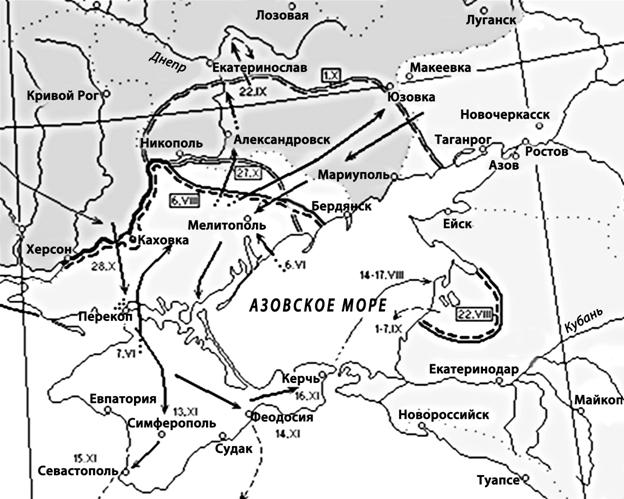 Лозовая
Луганск
Днепр
Екатеринослав
1.X
Макеевка
22.IX
Юзовка
Кривой Рог
Новочеркасск
Александровск
Никополь
Таганрог
Ростов
Азов
27.X
Мариуполь
6.VIII
Мелитополь
Бердянск
Ейск
Каховка
Херсон
28.X
6.VI
14-17.VIII
АЗОВСКОЕ МОРЕ
Перекоп
22.VIII
1-7.IX
Кубань
7.VI
Керчь
Екатеринодар
16.XI
Евпатория
13.XI
Феодосия
Майкоп
Симферополь
14.XI
Новороссийск
Судак
15.XI
Севастополь
Туапсе